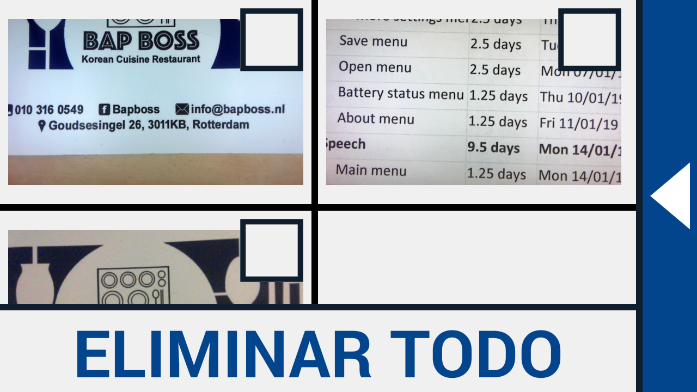 BAP BOSS
Korean Cuisine Restaurant
010 316 0549 Bapboss info@bapboss.nl
Goudsesingel 26, 3011KB, Rotterdam
2.5 days
Save menu 2.5 days
Open menu 2.5 days Mon 07/01/1
Battery status menu 1.25 days Thu 10/01/19
About menu 1.25 days Fri 11/01/19
Speech 9.5 days Mon 14/01/1
Main menu 1.25 days Mon 14/01/1
ELIMINAR TODO